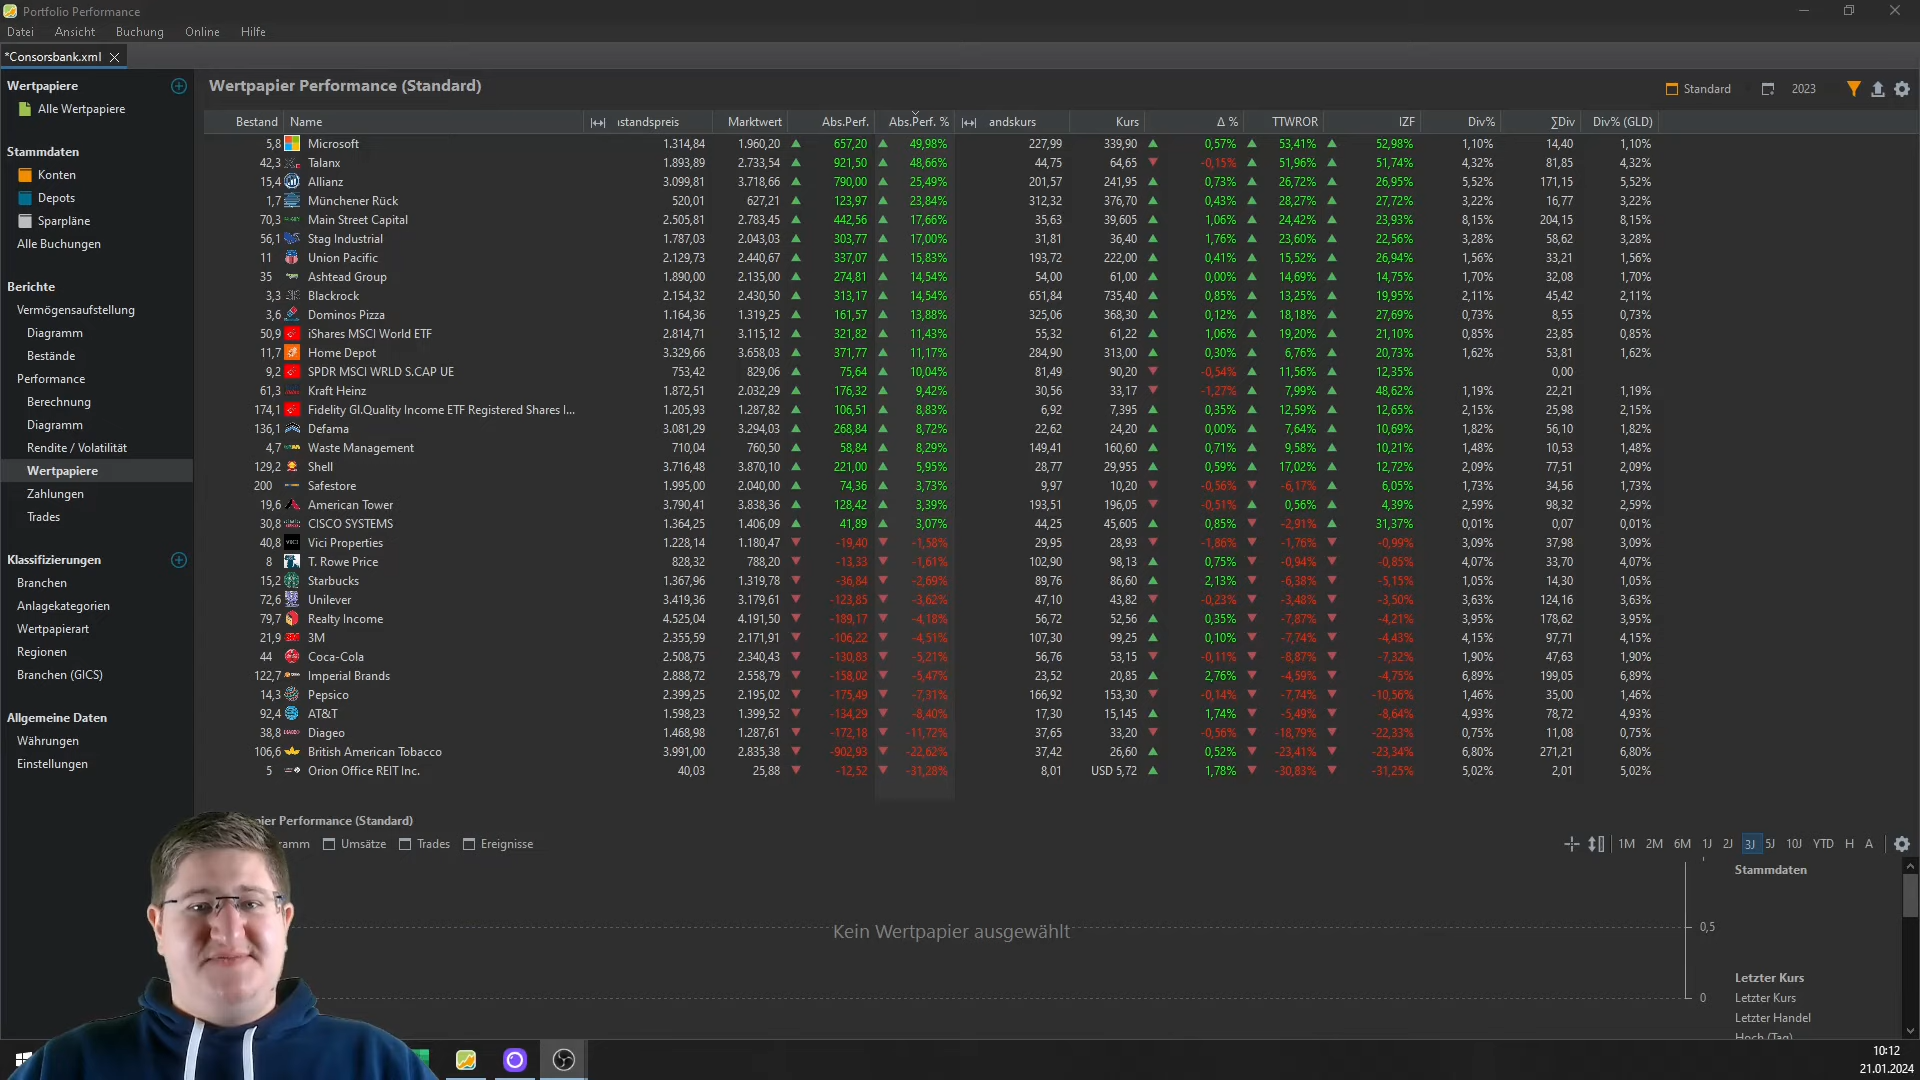 Portfolio Performance
Datei Ansicht Buchung Online Hilfe
*Consorsbank.xml
Wertpapiere
Alle Wertpapiere
Stammdaten
Konten
Depots
Sparpläne
Alle Buchungen
Berichte
Vermögensaufstellung
Diagramm
Bestände
Performance
Berechnung
Diagramm
Rendite / Volatilität
Wertpapiere
Zahlungen
Trades
Klassifizierungen
Branchen
Anlagekategorien
Wertpapierart
Regionen
Branchen (GICS)
Allgemeine Daten
Währungen
Einstellungen
Wertpapier Performance (Standard)
Standard 2023
Bestand Name ıstandspreis Marktwert Abs.Perf. Abs.Perf. % andskurs Kurs Δ % TTWROR IZF Div% ∑Div Div% (GLD)
5,8 Microsoft 1.314,84 1.960,20 657,20 49,98% 227,99 339,90 0,57% 53,41% 52,98% 1,10% 14,40 1,10%
42,3 Talanx 1.893,89 2.733,54 921,50 48,66% 44,75 64,65 -0,15% 51,96% 51,74% 4,32% 81,85 4,32%
15,4 Allianz 3.099,81 3.718,66 790,00 25,49% 201,57 241,95 0,73% 26,72% 26,95% 5,52% 171,15 5,52%
1,7 Münchener Rück 520,01 627,21 123,97 23,84% 312,32 376,70 0,43% 28,27% 27,72% 3,22% 16,77 3,22%
70,3 Main Street Capital 2.505,81 2.783,45 442,56 17,66% 35,63 39,605 1,06% 24,42% 23,93% 8,15% 204,15 8,15%
56,1 Stag Industrial 1.787,03 2.043,03 303,77 17,00% 31,81 36,40 1,76% 23,60% 22,56% 3,28% 58,62 3,28%
11 Union Pacific 2.129,73 2.440,67 337,07 15,83% 193,72 222,00 0,41% 15,52% 26,94% 1,56% 33,21 1,56%
35 Ashtead Group 1.890,00 2.135,00 274,81 14,54% 54,00 61,00 0,00% 14,69% 14,75% 1,70% 32,08 1,70%
3,3 Blackrock 2.154,32 2.430,50 313,17 14,54% 651,84 735,40 0,85% 13,25% 19,95% 2,11% 45,42 2,11%
3,6 Dominos Pizza 1.164,36 1.319,25 161,57 13,88% 325,06 368,30 0,12% 18,18% 27,69% 0,73% 8,55 0,73%
50,9 iShares MSCI World ETF 2.814,71 3.115,12 321,82 11,43% 55,32 61,22 1,06% 19,20% 21,10% 0,85% 23,85 0,85%
11,7 Home Depot 3.329,66 3.658,03 371,77 11,17% 284,90 313,00 0,30% 6,76% 20,73% 1,62% 53,81 1,62%
9,2 SPDR MSCI WRLD S.CAP UE 753,42 829,06 75,64 10,04% 81,49 90,20 -0,54% 11,56% 12,35% 0,00
61,3 Kraft Heinz 1.872,51 2.032,29 176,32 9,42% 30,56 33,17 -1,27% 7,99% 48,62% 1,19% 22,21 1,19%
174,1 Fidelity Gl.Quality Income ETF Registered Shares I... 1.205,93 1.287,82 106,51 8,83% 6,92 7,395 0,35% 12,59% 12,65% 2,15% 25,98 2,15%
136,1 Defama 3.081,29 3.294,03 268,84 8,72% 22,62 24,20 0,00% 7,64% 10,69% 1,82% 56,10 1,82%
4,7 Waste Management 710,04 760,50 58,84 8,29% 149,41 160,60 0,71% 9,58% 10,21% 1,48% 10,53 1,48%
129,2 Shell 3.716,48 3.870,10 221,00 5,95% 28,77 29,955 0,59% 17,02% 12,72% 2,09% 77,51 2,09%
200 Safestore 1.995,00 2.040,00 74,36 3,73% 9,97 10,20 -0,56% -6,17% 6,05% 1,73% 34,56 1,73%
19,6 American Tower 3.790,41 3.838,36 128,42 3,39% 193,51 196,05 -0,51% 0,56% 4,39% 2,59% 98,32 2,59%
30,8 CISCO SYSTEMS 1.364,25 1.406,09 41,89 3,07% 44,25 45,605 0,85% -2,91% 31,37% 0,01% 0,07 0,01%
40,8 Vici Properties 1.228,14 1.180,47 -19,40 -1,58% 29,95 28,93 -1,86% -1,76% -0,99% 3,09% 37,98 3,09%
8 T. Rowe Price 828,32 788,20 -13,33 -1,61% 102,90 98,13 0,75% -0,94% -0,85% 4,07% 33,70 4,07%
15,2 Starbucks 1.367,96 1.319,78 -36,84 -2,69% 89,76 86,60 2,13% -6,38% -5,15% 1,05% 14,30 1,05%
72,6 Unilever 3.419,36 3.179,61 -123,85 -3,62% 47,10 43,82 -0,23% -3,48% -3,50% 3,63% 124,16 3,63%
79,7 Realty Income 4.525,04 4.191,50 -189,17 -4,18% 56,72 52,56 0,35% -7,87% -4,21% 3,95% 178,62 3,95%
21,9 3M 2.355,59 2.171,91 -106,22 -4,51% 107,30 99,25 0,10% -7,74% -4,43% 4,15% 97,71 4,15%
44 Coca-Cola 2.508,75 2.340,43 -130,83 -5,21% 56,76 53,15 -0,11% -8,87% -7,32% 1,90% 47,63 1,90%
122,7 Imperial Brands 2.888,72 2.558,79 -158,02 -5,47% 23,52 20,85 2,76% -4,59% -4,75% 6,89% 199,05 6,89%
14,3 Pepsico 2.399,25 2.195,02 -175,49 -7,31% 166,92 153,30 -0,14% -7,74% -10,56% 1,46% 35,00 1,46%
92,4 AT&T 1.598,23 1.399,52 -134,29 -8,40% 17,30 15,145 1,74% -5,49% -8,64% 4,93% 78,72 4,93%
38,8 Diageo 1.468,98 1.287,61 -172,18 -11,72% 37,65 33,20 -0,56% -18,79% -22,33% 0,75% 11,08 0,75%
106,6 British American Tobacco 3.991,00 2.835,38 -902,93 -22,62% 37,42 26,60 0,52% -23,41% -23,34% 6,80% 271,21 6,80%
5 Orion Office REIT Inc. 40,03 25,88 -12,52 -31,28% 8,01 USD 5,72 1,78% -30,83% -31,25% 5,02% 2,01 5,02%
pier Performance (Standard)
ramm Umsätze Trades Ereignisse
1M 2M 6M 1J 2J 3J 5J 10J YTD H A
Kein Wertpapier ausgewählt
0,5
0
Stammdaten
Letzter Kurs
Letzter Kurs
Letzter Handel
Hoch (Tag)
10:12
21.01.2024